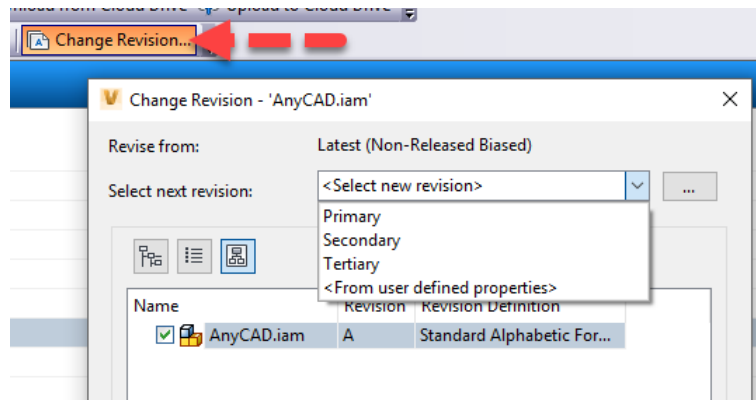 from Cloud Drive Upload to Cloud Drive
Change Revision...
Change Revision - 'AnyCAD.iam'
Revise from: Latest (Non-Released Biased)
Select next revision: <Select new revision> ...
Primary
Secondary
Tertiary
<From user defined properties>
Name Revision Revision Definition
AnyCAD.iam A Standard Alphabetic For...